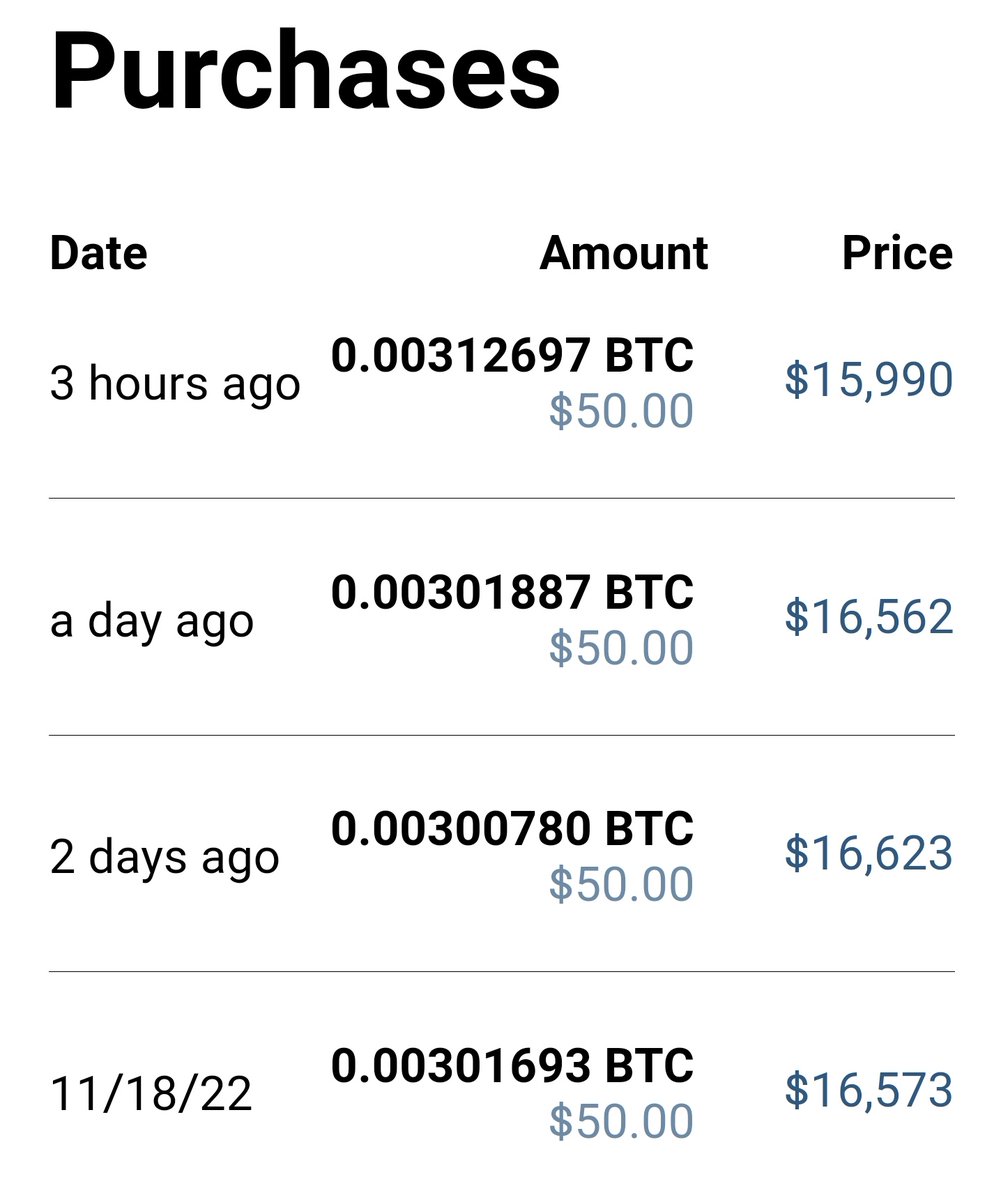 Purchases
Date Amount Price
3 hours ago 0.00312697 BTC $15,990
$50.00
a day ago 0.00301887 BTC $16,562
$50.00
2 days ago 0.00300780 BTC $16,623
$50.00
11/18/22 0.00301693 BTC $16,573
$50.00